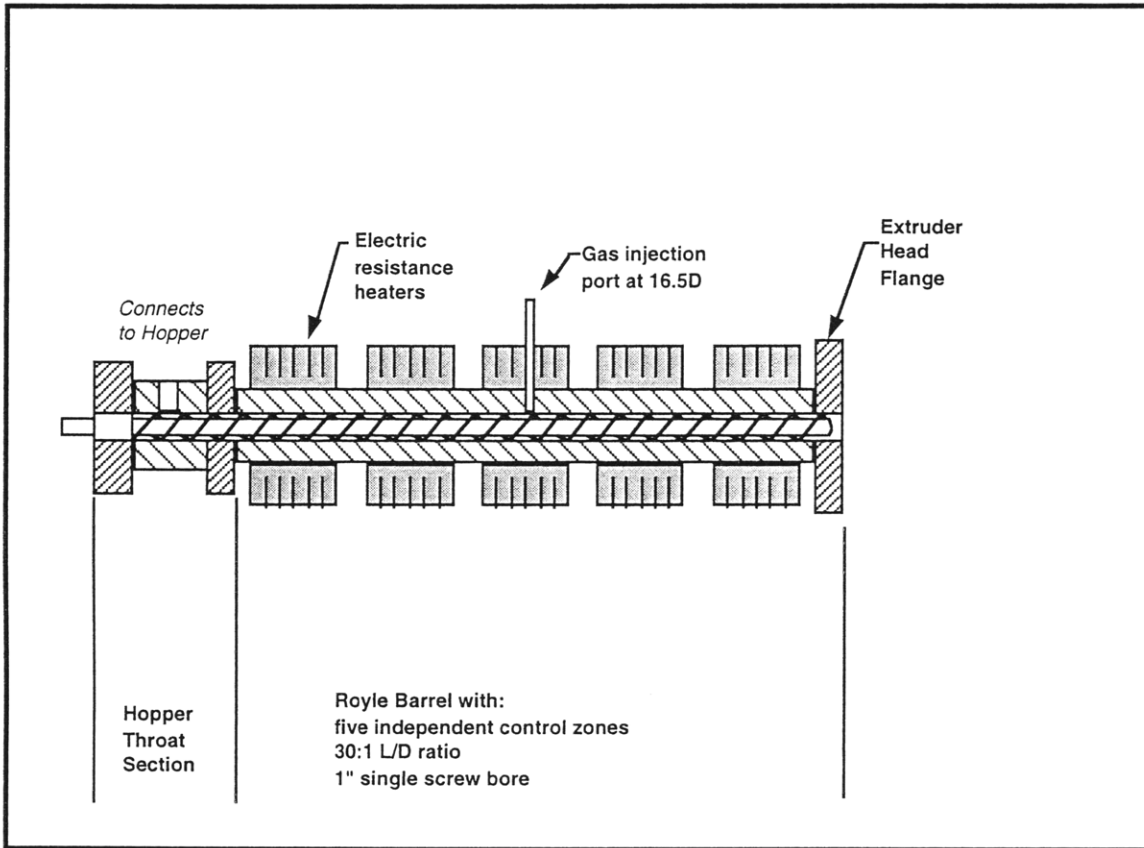 Electric
resistance
heaters
Gas injection
port at 16.5D
Extruder
Head
Flange
Connects
to Hopper
Hopper
Throat
Section
Royle Barrel with:
five independent control zones
30:1 L/D ratio
1" single screw bore